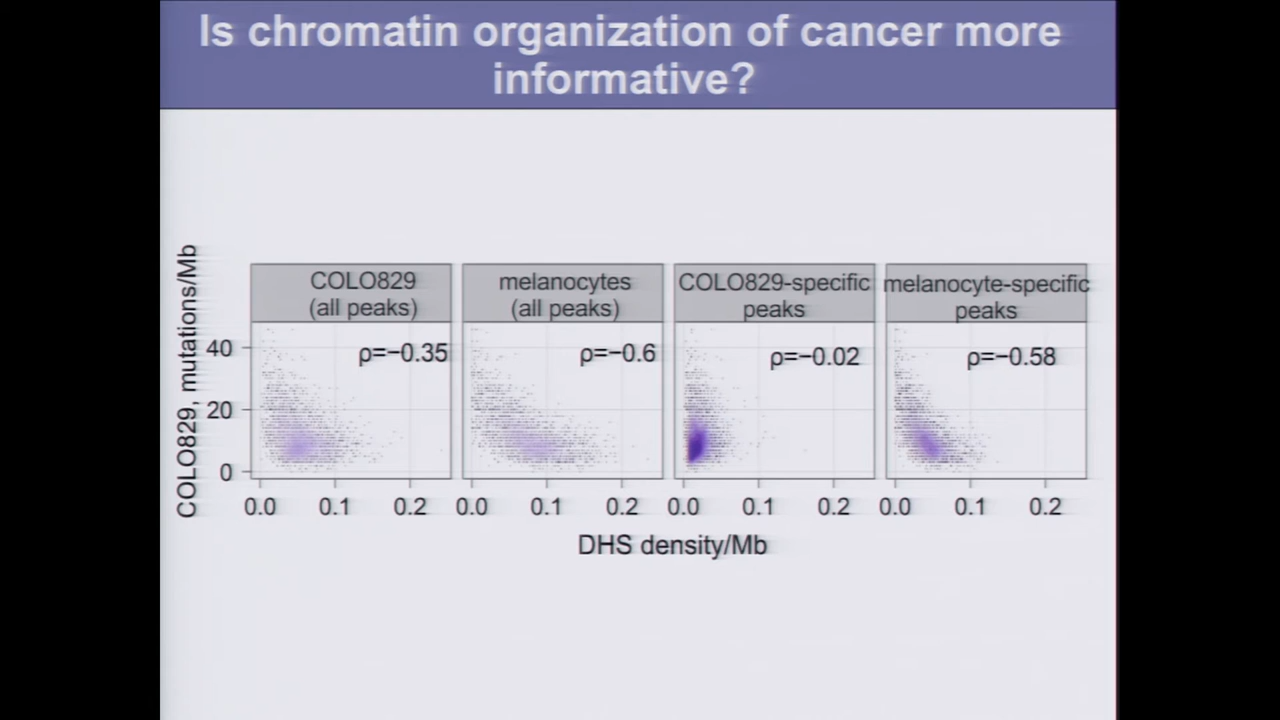 Is chromatin organization of cancer more
informative?
COLO829, mutations/Mb
COLO829
(all peaks)
melanocytes
(all peaks)
COLO829-specific
peaks
melanocyte-specific
peaks
ρ=−0.35
ρ=−0.6
ρ=−0.02
ρ=−0.58
40
20
0
0.0 0.1 0.2
0.0 0.1 0.2
0.0 0.1 0.2
0.0 0.1 0.2
DHS density/Mb